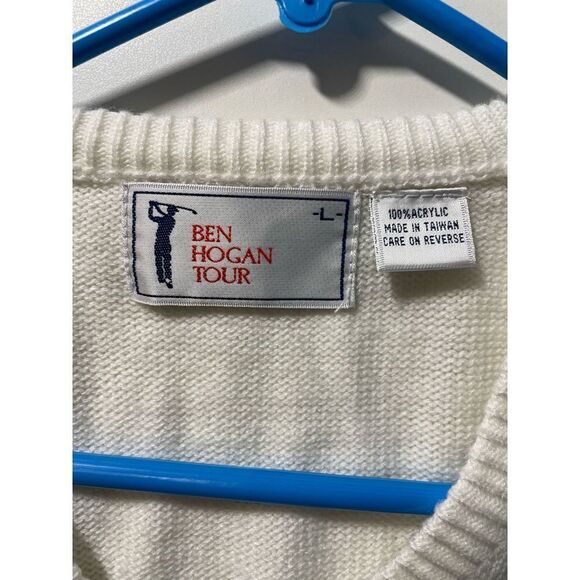 -L-
BEN
HOGAN
TOUR
100%ACRYLIC
MADE IN TAIWAN
CARE ON REVERSE